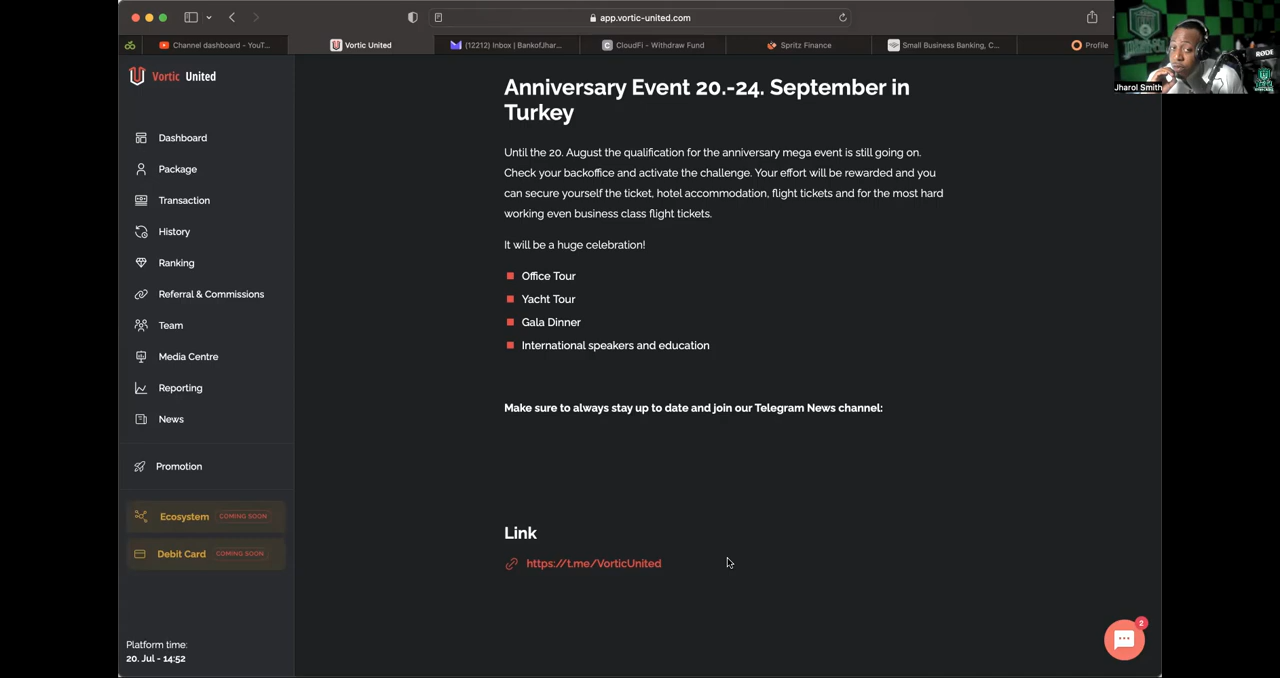 app.vortic-united.com
Channel dashboard - YouT...
Vortic United
(12212) Inbox | BankofJhar...
CloudFi - Withdraw Fund
Spritz Finance
Small Business Banking, C...
Profile
RØDE
Jharol Smith
Vortic United
Dashboard
Package
Transaction
History
Ranking
Referral & Commissions
Team
Media Centre
Reporting
News
Promotion
Ecosystem COMING SOON
Debit Card COMING SOON
Platform time:
20. Jul - 14:52
Anniversary Event 20.-24. September in
Turkey
Until the 20. August the qualification for the anniversary mega event is still going on.
Check your backoffice and activate the challenge. Your effort will be rewarded and you
can secure yourself the ticket, hotel accommodation, flight tickets and for the most hard
working even business class flight tickets.
It will be a huge celebration!
Office Tour
Yacht Tour
Gala Dinner
International speakers and education
Make sure to always stay up to date and join our Telegram News channel:
Link
https://t.me/VorticUnited
2